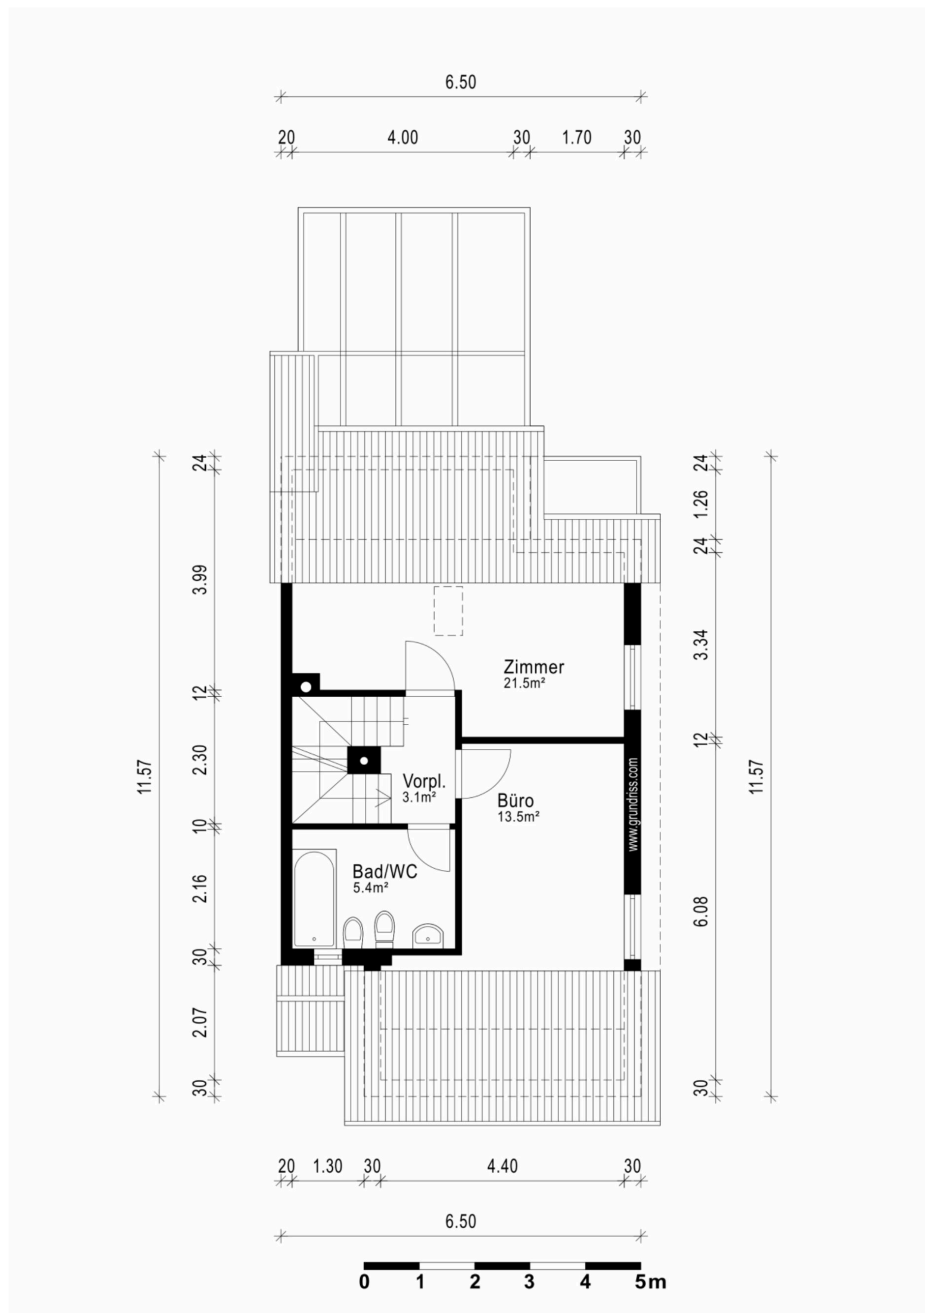 6.50
20 4.00 30 1.70 30
24
3.99
12
2.30
10
2.16
30
2.07
30
11.57
24
1.26
24
3.34
12
6.08
30
11.57
Zimmer
21.5m²
Vorpl.
3.1m²
Büro
13.5m²
www.grundriss.com
Bad/WC
5.4m²
20 1.30 30 4.40 30
6.50
0 1 2 3 4 5m